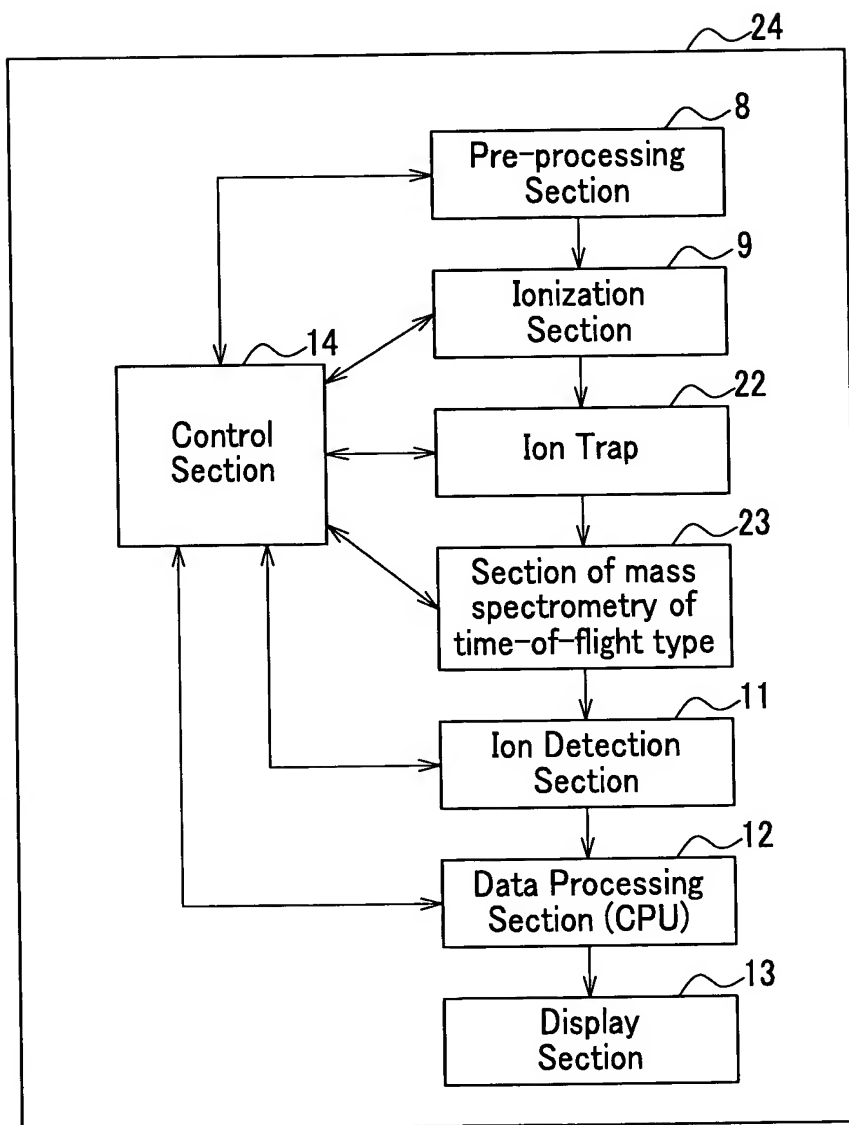 24
8
Pre-processing
Section
9
Ionization
Section
14
Control
Section
22
Ion Trap
23
Section of mass
spectrometry of
time-of-flight type
11
Ion Detection
Section
12
Data Processing
Section (CPU)
13
Display
Section